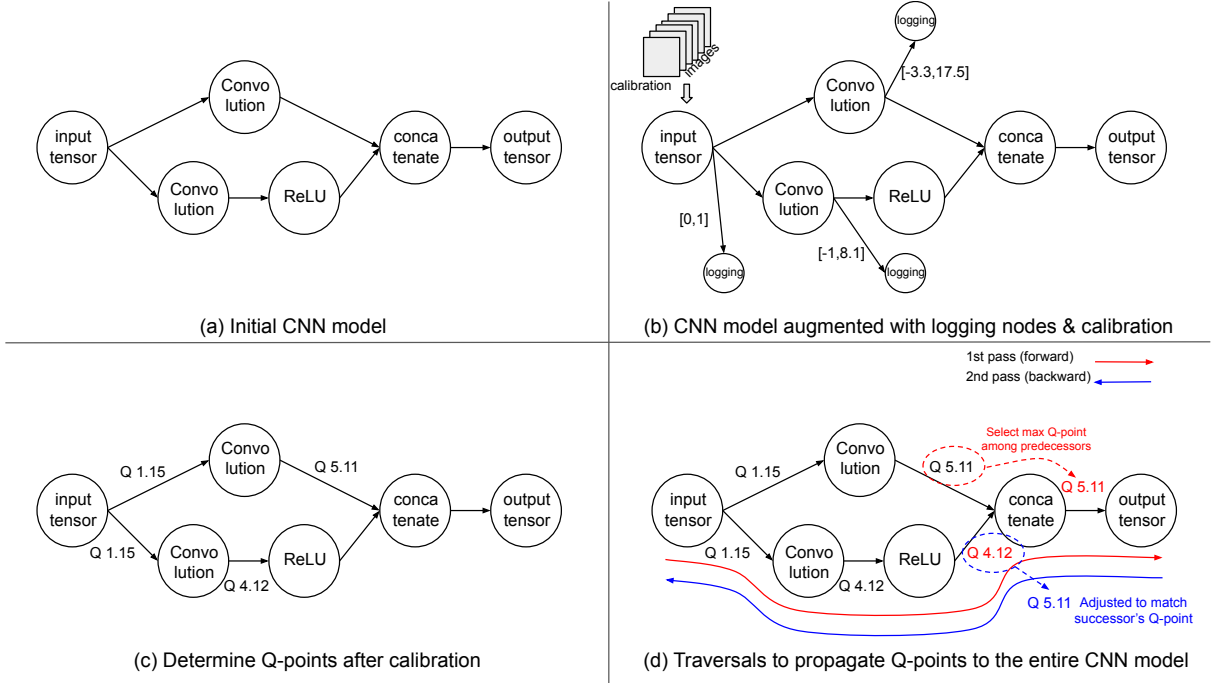 Convo
lution
input
tensor
conca
tenate
output
tensor
Convo
lution
ReLU
(a) Initial CNN model
logging
images
calibration
[-3.3,17.5]
Convo
lution
input
tensor
conca
tenate
output
tensor
Convo
lution
ReLU
[0,1]
[-1,8.1]
logging
logging
(b) CNN model augmented with logging nodes & calibration
Convo
lution
Q 1.15
Q 5.11
input
tensor
conca
tenate
output
tensor
Q 1.15
Convo
lution
ReLU
Q 4.12
(c) Determine Q-points after calibration
1st pass (forward)
2nd pass (backward)
Select max Q-point
among predecessors
Convo
lution
Q 1.15
Q 5.11
Q 5.11
input
tensor
conca
tenate
output
tensor
Q 1.15
Convo
lution
ReLU
Q 4.12
Q 4.12
Q 5.11 Adjusted to match
successor's Q-point
(d) Traversals to propagate Q-points to the entire CNN model